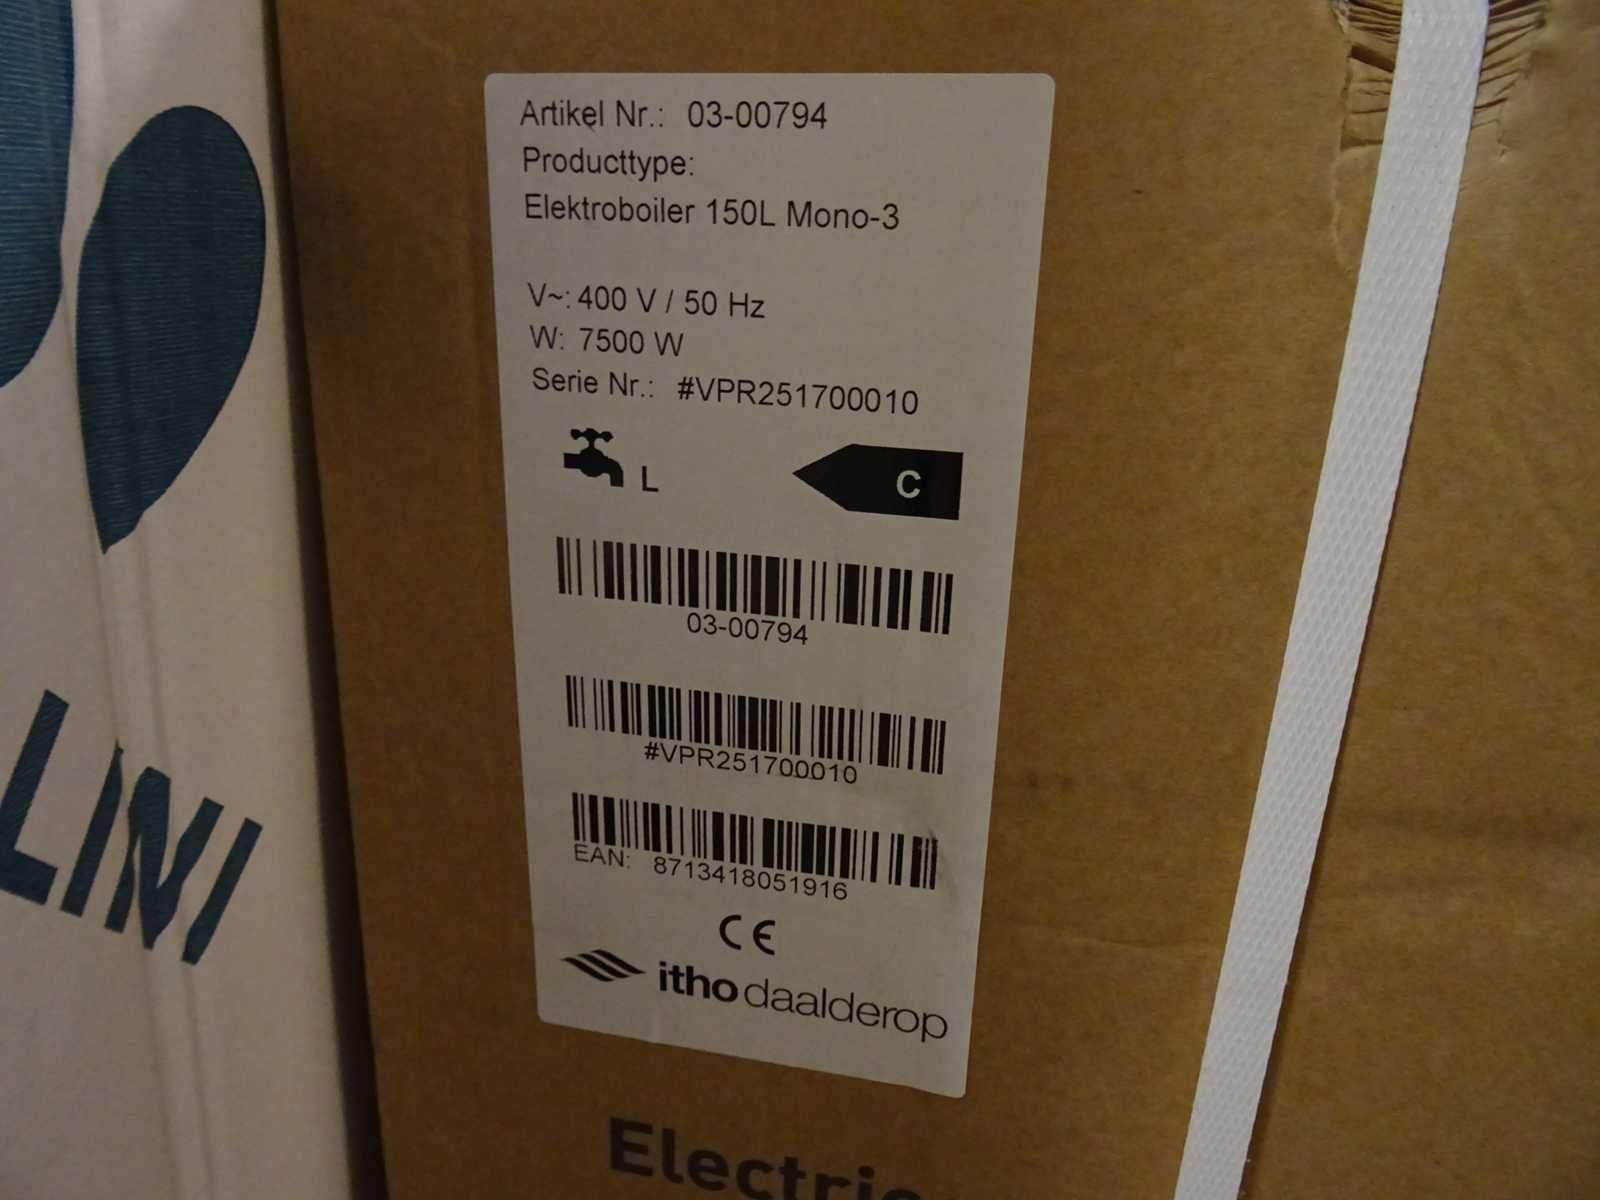 Artikel Nr.: 03-00794
Producttype:
Elektroboiler 150L Mono-3
V~: 400 V / 50 Hz
W: 7500 W
Serie Nr.: #VPR251700010
L
C
03-00794
#VPR251700010
EAN: 8713418051916
CE
itho daalderop
Electric
LINI